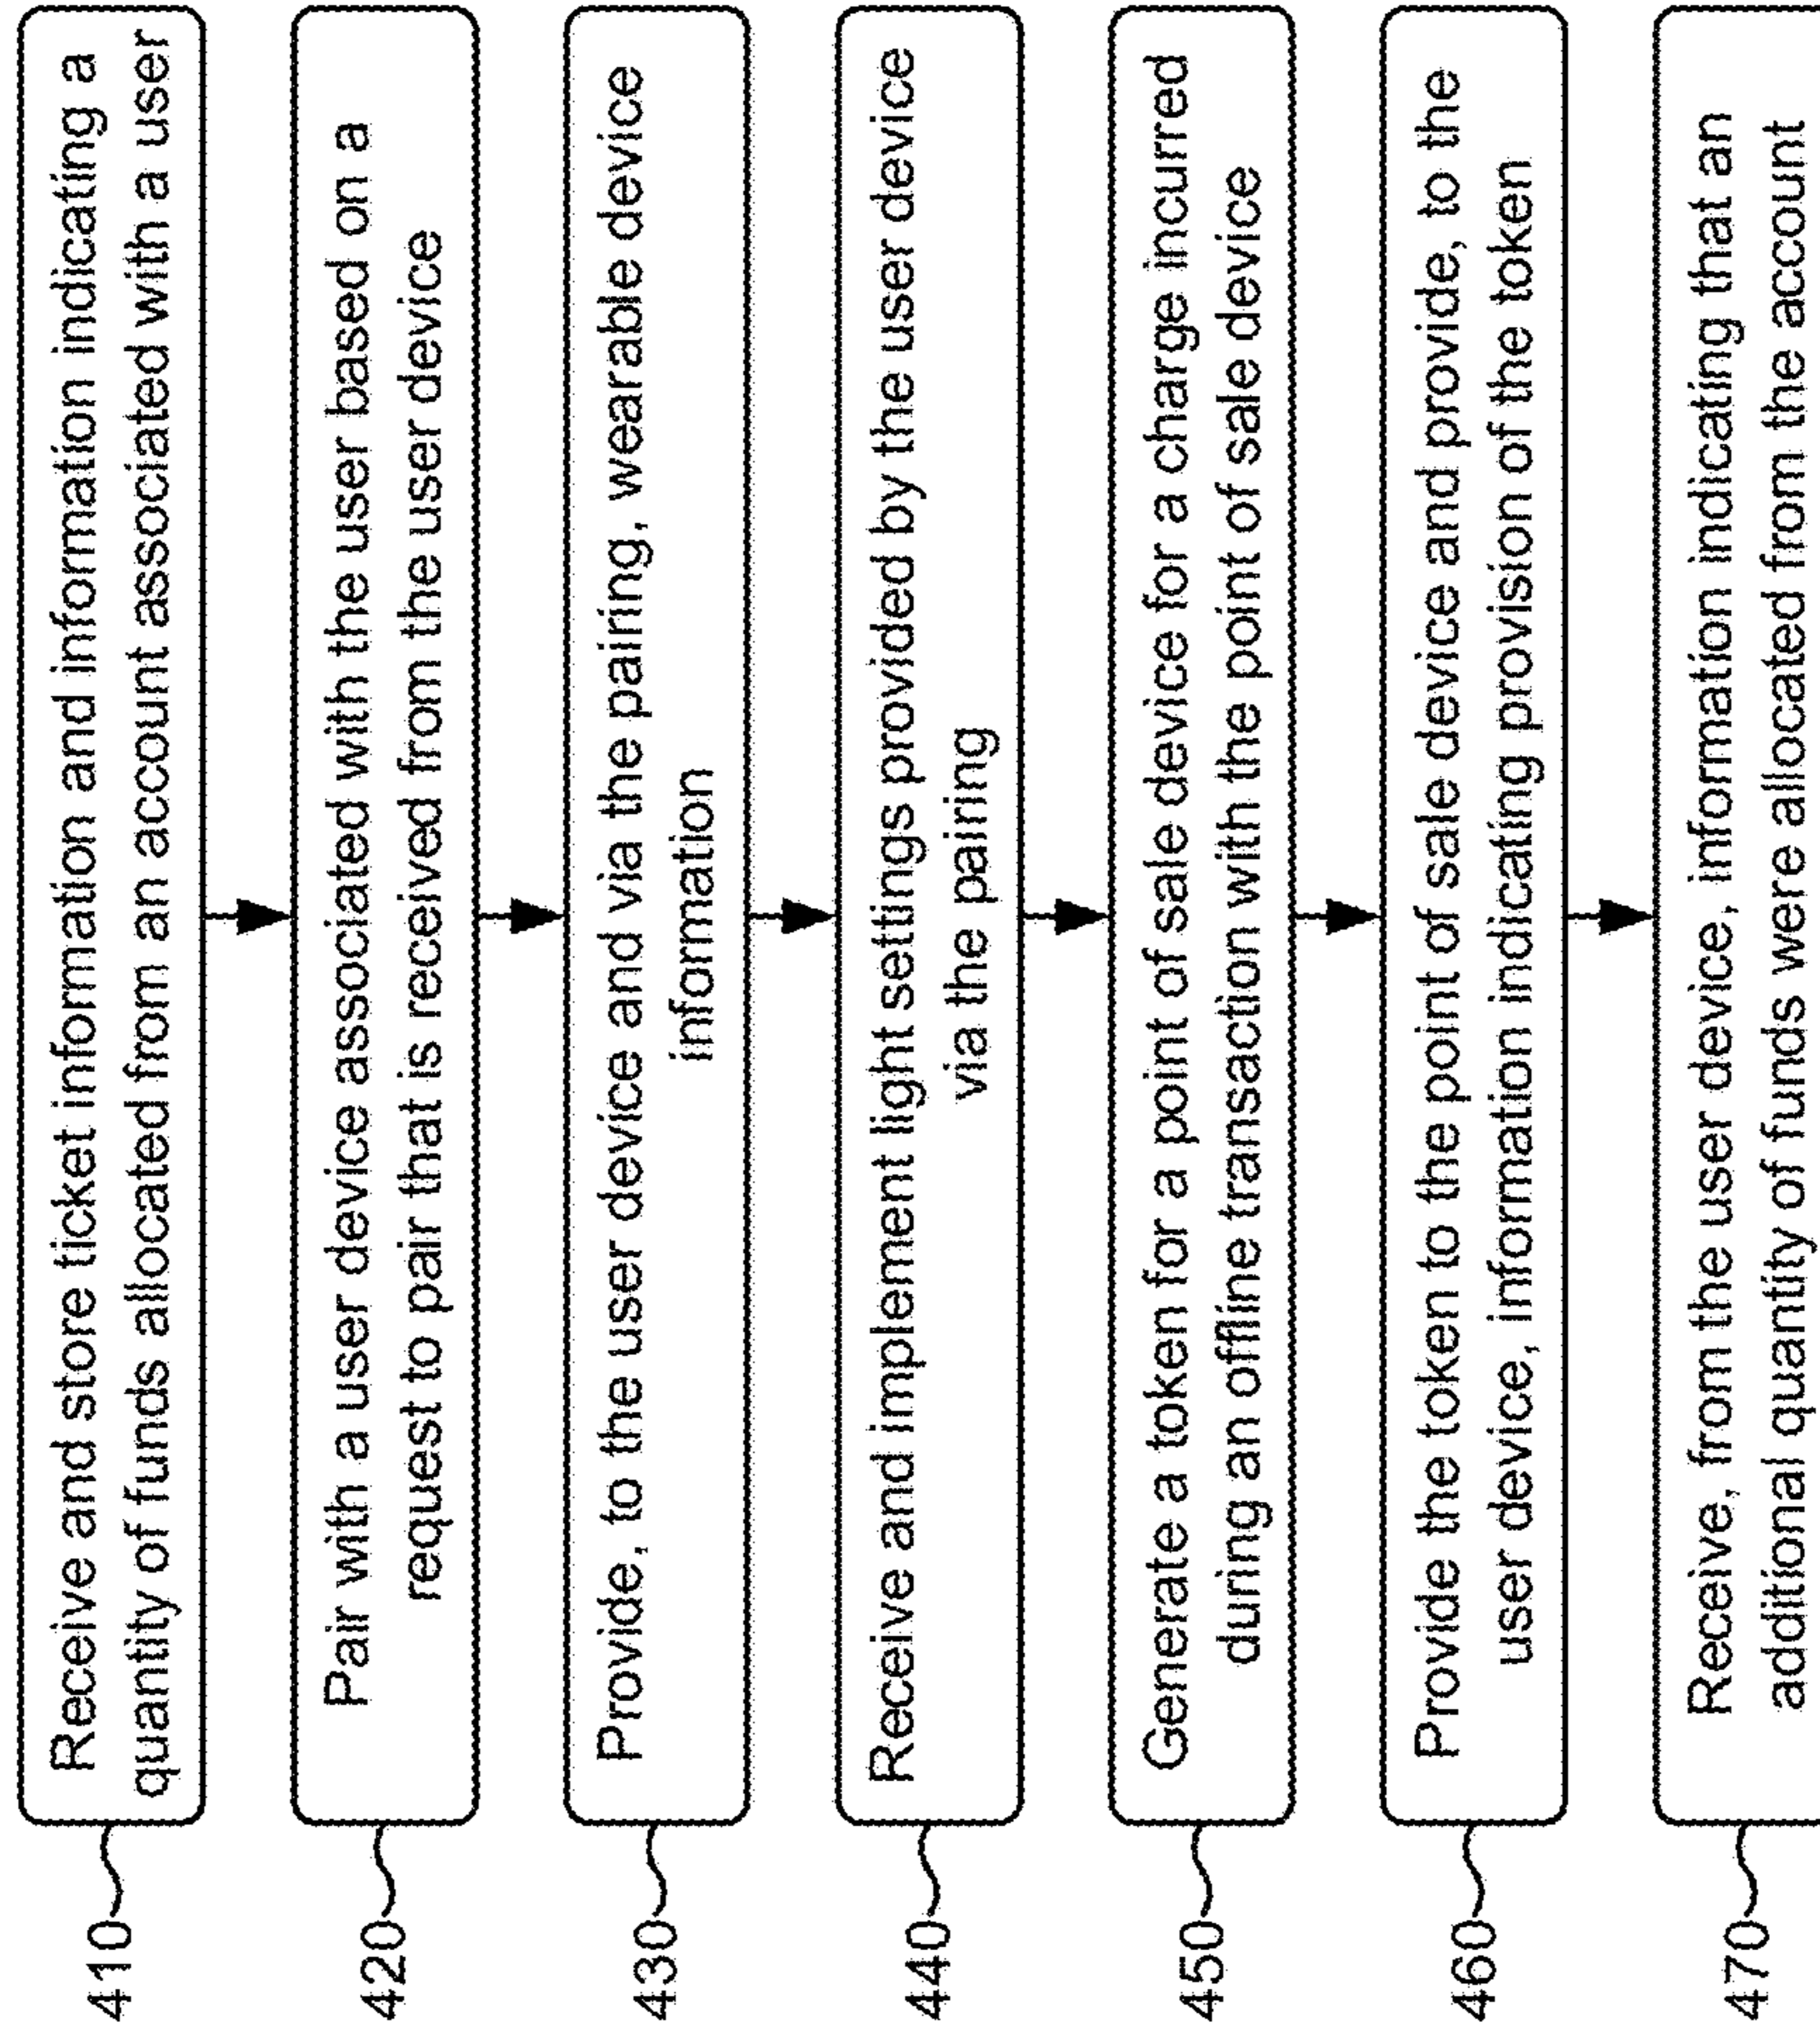 410
Receive and store ticket information and information indicating a
quantity of funds allocated from an account associated with a user
420
Pair with a user device associated with the user based on a
request to pair that is received from the user device
430
Provide, to the user device and via the pairing, wearable device
information
440
Receive and implement light settings provided by the user device
via the pairing
450
Generate a token for a point of sale device for a charge incurred
during an offline transaction with the point of sale device
460
Provide the token to the point of sale device and provide, to the
user device, information indicating provision of the token
470
Receive, from the user device, information indicating that an
additional quantity of funds were allocated from the account